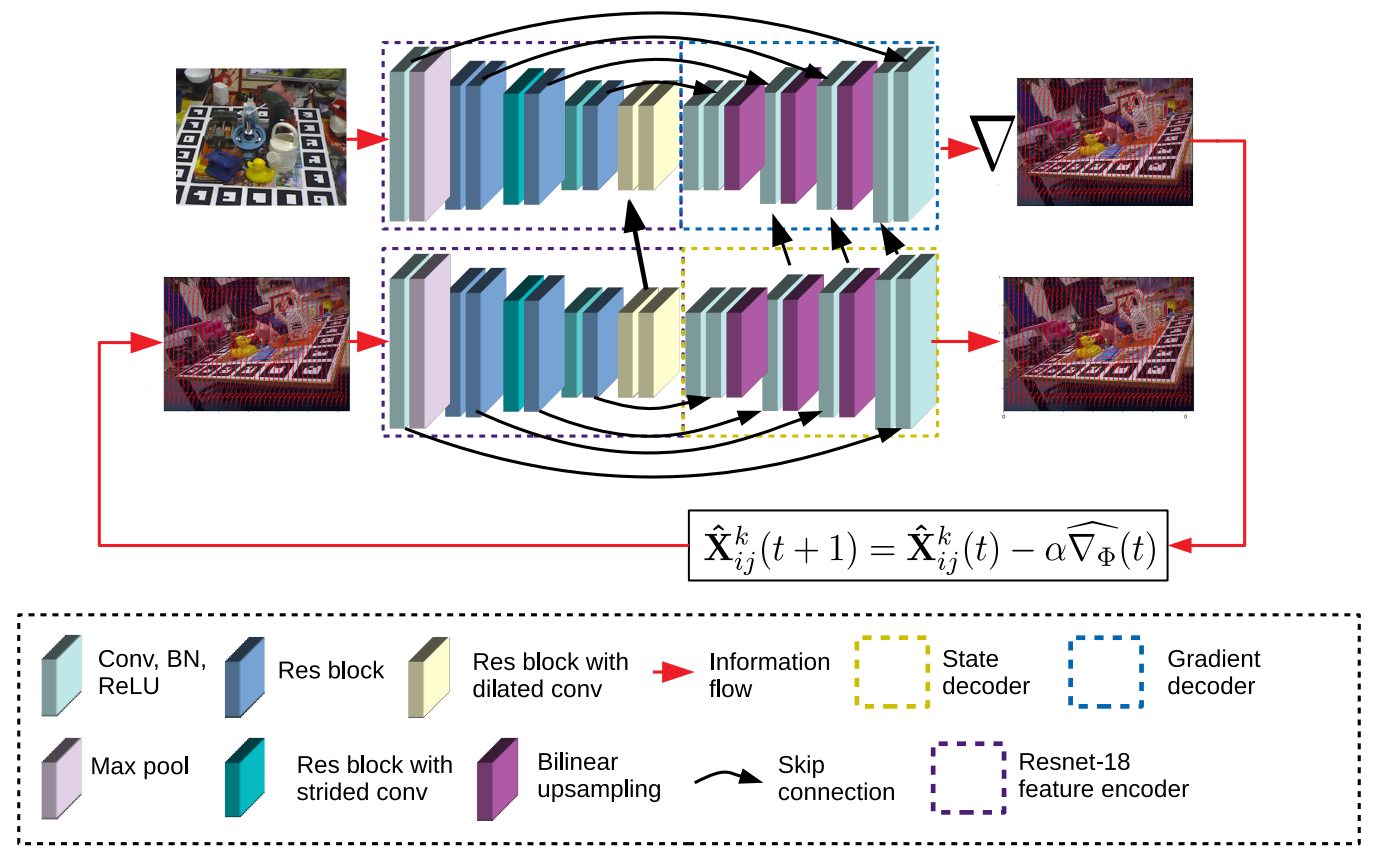 ∇
$\hat{\mathbf{X}}_{ij}^{k}(t+1) = \hat{\mathbf{X}}_{ij}^{k}(t) - \alpha\widehat{\nabla_{\Phi}}(t)$
Conv, BN,
ReLU
Res block
Res block with
dilated conv
Information
flow
State
decoder
Gradient
decoder
Max pool
Res block with
strided conv
Bilinear
upsampling
Skip
connection
Resnet-18
feature encoder